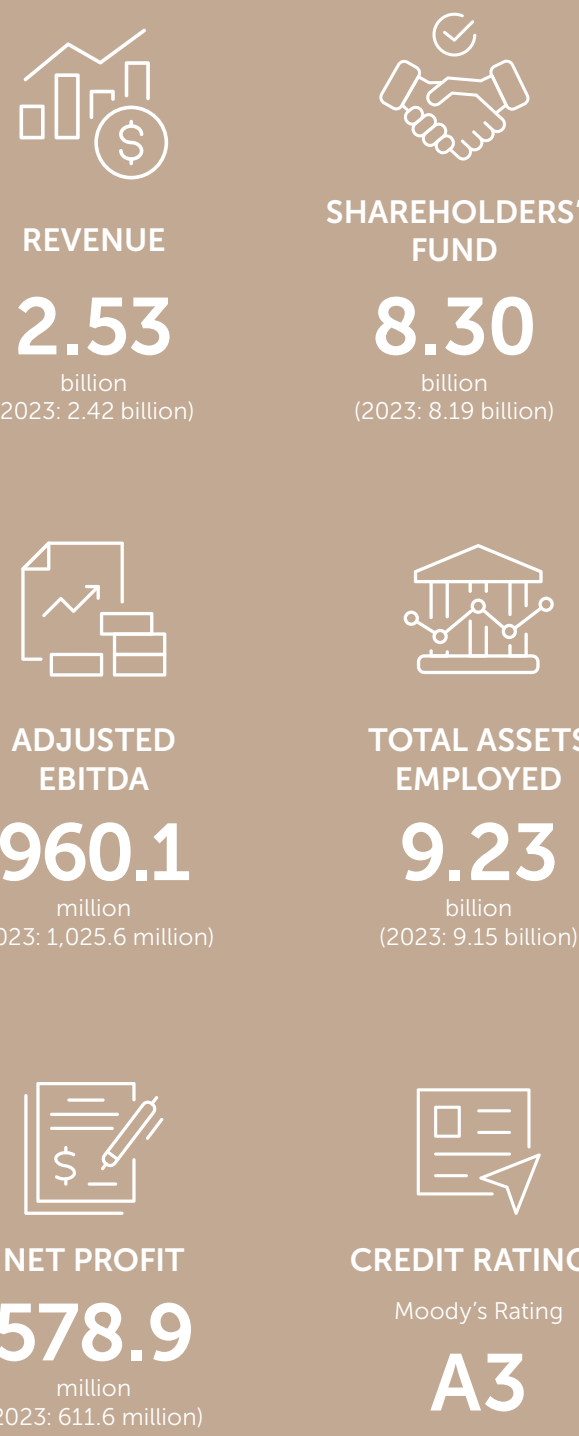 REVENUE
2.53
billion
2023: 2.42 billion)
SHAREHOLDERS'
FUND
8.30
billion
(2023: 8.19 billion)
ADJUSTED
EBITDA
960.1
million
023: 1,025.6 million)
TOTAL ASSETS
EMPLOYED
9.23
billion
(2023: 9.15 billion)
NET PROFIT
578.9
million
2023: 611.6 million)
CREDIT RATING
Moody's Rating
A3